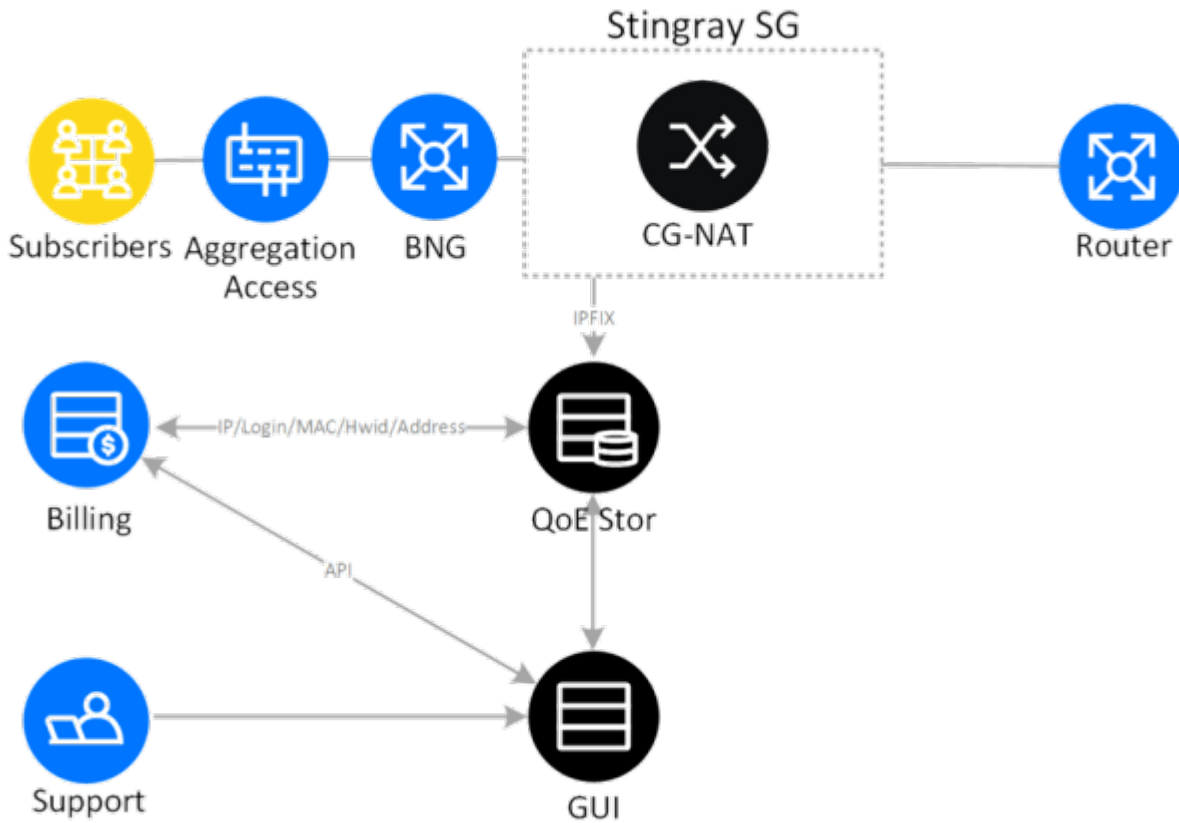 Stingray SG
Subscribers
Aggregation
Access
BNG
CG-NAT
Router
IPFIX
IP/Login/MAC/Hwid/Address
Billing
QoE Stor
API
Support
GUI